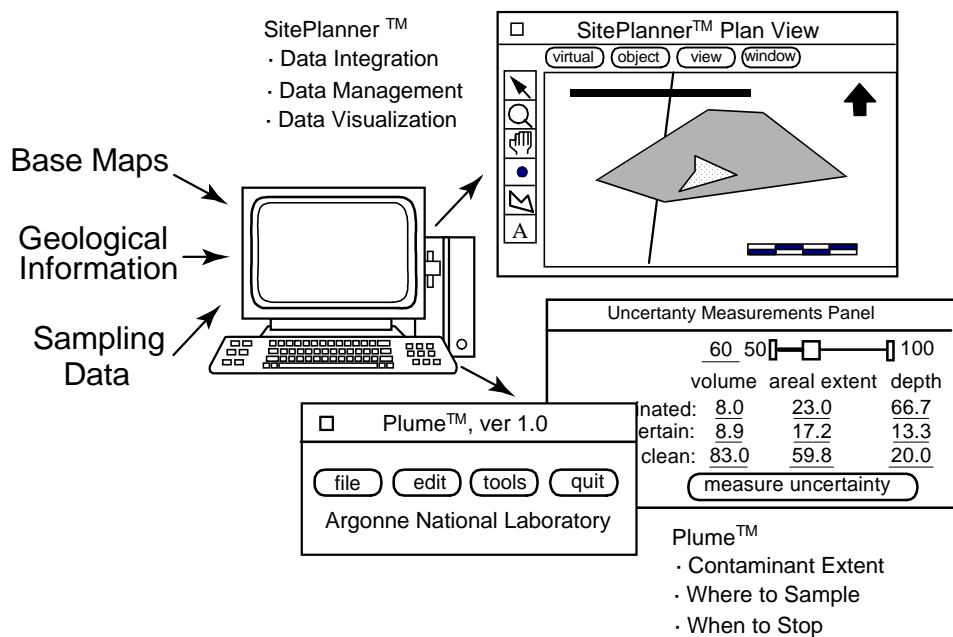 SitePlanner TM
· Data Integration
· Data Management
· Data Visualization
SitePlanner™ Plan View
virtual object view window
A
Base Maps
Geological
Information
Sampling
Data
Uncertanty Measurements Panel
60 50 100
volume areal extent depth
inated: 8.0 23.0 66.7
ertain: 8.9 17.2 13.3
clean: 83.0 59.8 20.0
measure uncertainty
Plume™, ver 1.0
file edit tools quit
Argonne National Laboratory
Plume™
· Contaminant Extent
· Where to Sample
· When to Stop